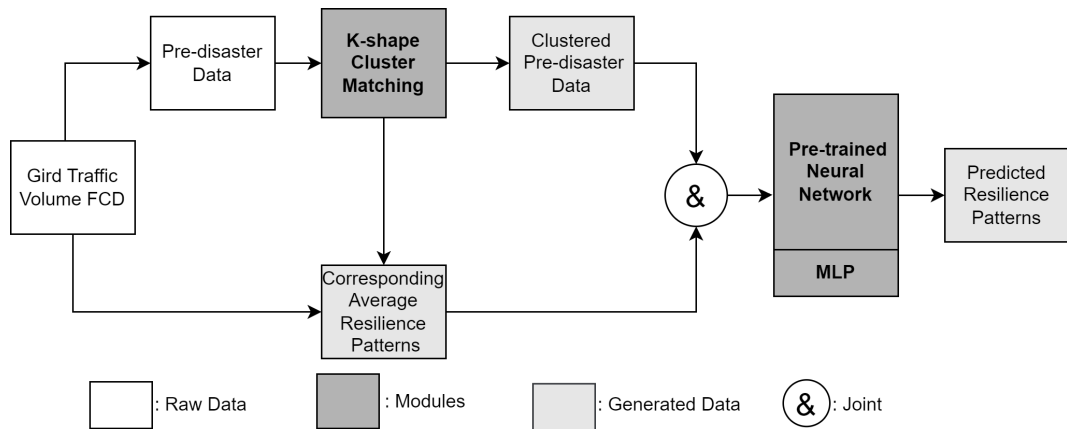 Pre-disaster
Data
K-shape
Cluster
Matching
Clustered
Pre-disaster
Data
Gird Traffic
Volume FCD
&
Pre-trained
Neural
Network
MLP
Predicted
Resilience
Patterns
Corresponding
Average
Resilience
Patterns
: Raw Data
: Modules
: Generated Data
&
: Joint